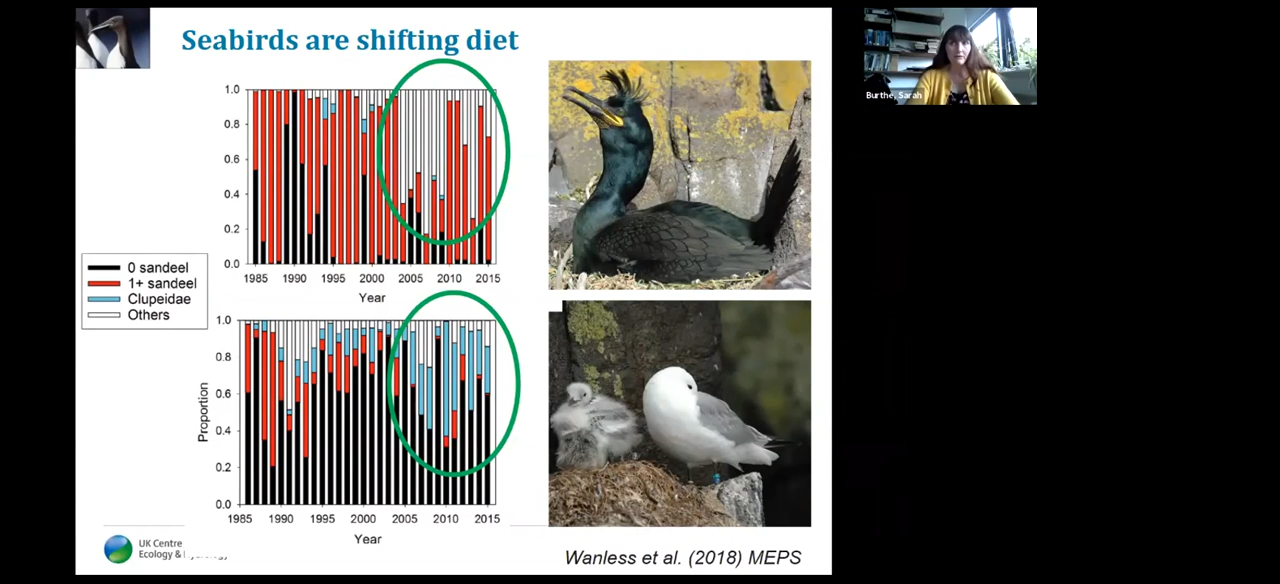 Seabirds are shifting diet
1.0
0.8
0.6
0.4
0.2
0.0
1985 1990 1995 2000 2005 2010 2015
Year
0 sandeel
1+ sandeel
Clupeidae
Others
1.0
0.8
0.6
0.4
0.2
0.0
Proportion
1985 1990 1995 2000 2005 2010 2015
Year
UK Centre
Ecology &
Wanless et al. (2018) MEPS
Burthe, Sarah